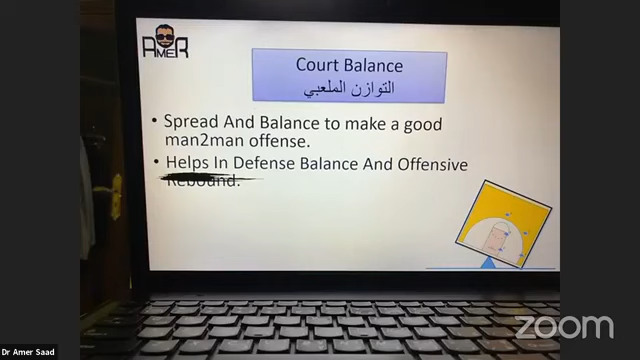 AMER
Court Balance
التوازن الملعبي
• Spread And Balance to make a good
man2man offense.
• Helps In Defense Balance And Offensive
Rebound.
zoom
Dr Amer Saad